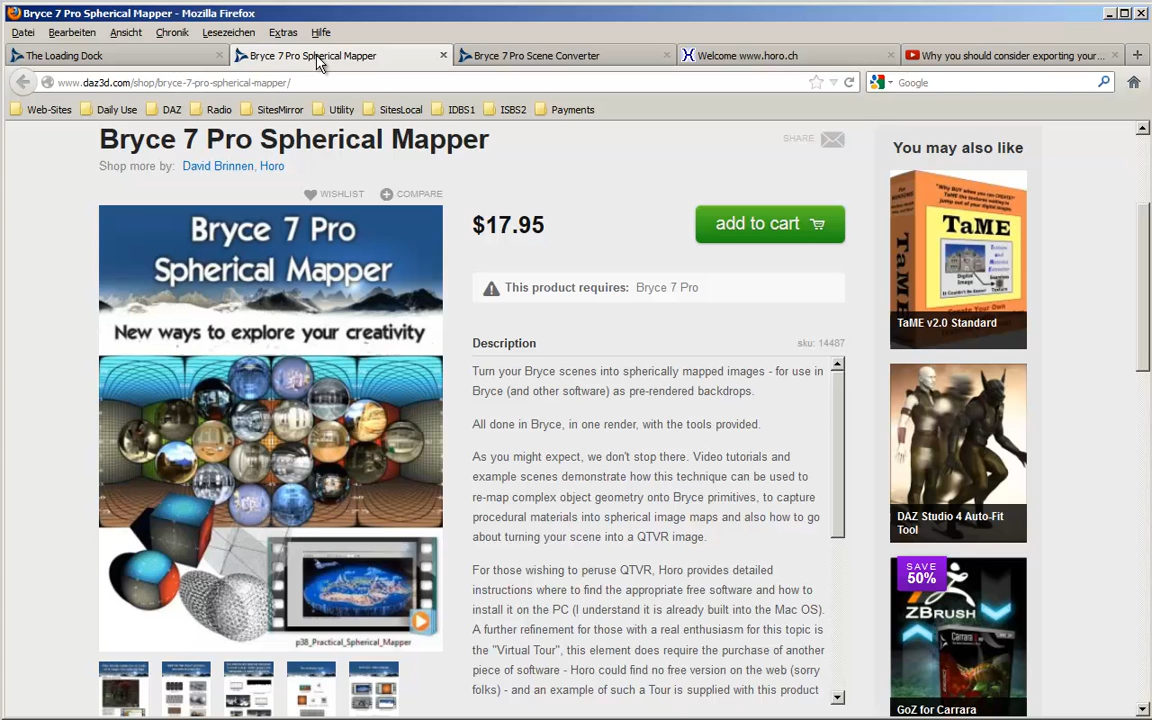 Bryce 7 Pro Spherical Mapper - Mozilla Firefox
Datei Bearbeiten Ansicht Chronik Lesezeichen Extras Hilfe
The Loading Dock
Bryce 7 Pro Spherical Mapper
Bryce 7 Pro Scene Converter
Welcome www.horo.ch
Why you should consider exporting your...
www.daz3d.com/shop/bryce-7-pro-spherical-mapper/
Google
Web-Sites Daily Use DAZ Radio SitesMirror Utility SitesLocal IDBS1 ISBS2 Payments
Bryce 7 Pro Spherical Mapper
Shop more by: David Brinnen, Horo
SHARE
WISHLIST COMPARE
Bryce 7 Pro
Spherical Mapper
New ways to explore your creativity
p38_Practical_Spherical_Mapper
$17.95
add to cart
This product requires: Bryce 7 Pro
Description
sku: 14487
Turn your Bryce scenes into spherically mapped images - for use in
Bryce (and other software) as pre-rendered backdrops.
All done in Bryce, in one render, with the tools provided.
As you might expect, we don't stop there. Video tutorials and
example scenes demonstrate how this technique can be used to
re-map complex object geometry onto Bryce primitives, to capture
procedural materials into spherical image maps and also how to go
about turning your scene into a QTVR image.
For those wishing to peruse QTVR, Horo provides detailed
instructions where to find the appropriate free software and how to
install it on the PC (I understand it is already built into the Mac OS).
A further refinement for those with a real enthusiasm for this topic is
the "Virtual Tour", this element does require the purchase of another
piece of software - Horo could find no free version on the web (sorry
folks) - and an example of such a Tour is supplied with this product
You may also like
TaME
TaME v2.0 Standard
DAZ Studio 4 Auto-Fit
Tool
SAVE
50%
ZBRUSH
Carrara
GoZ for Carrara